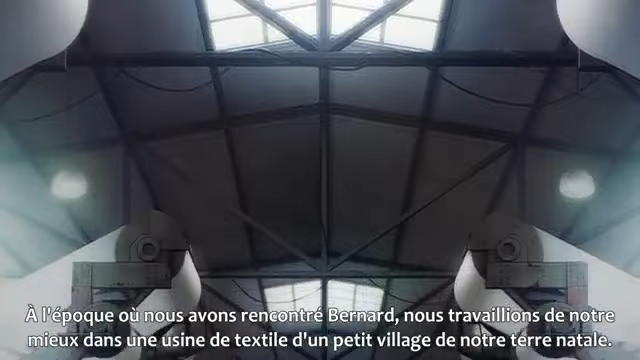 À l'époque où nous avons rencontré Bernard, nous travaillions de notre
mieux dans une usine de textile d'un petit village de notre terre natale.